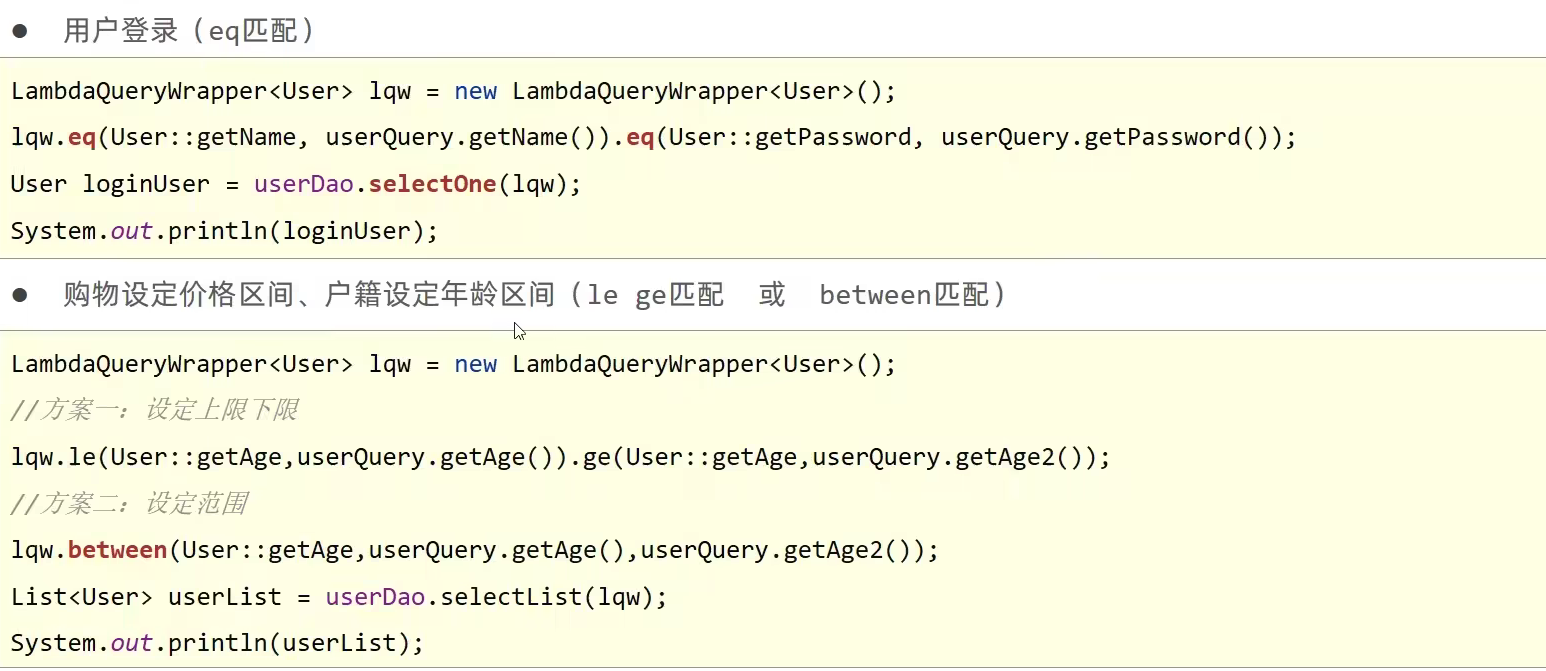 ● 用户登录（eq匹配）
LambdaQueryWrapper<User> lqw = new LambdaQueryWrapper<User>();
lqw.eq(User::getName, userQuery.getName()).eq(User::getPassword, userQuery.getPassword());
User loginUser = userDao.selectOne(lqw);
System.out.println(loginUser);
● 购物设定价格区间、户籍设定年龄区间（le ge匹配 或 between匹配）
LambdaQueryWrapper<User> lqw = new LambdaQueryWrapper<User>();
//方案一：设定上限下限
lqw.le(User::getAge,userQuery.getAge()).ge(User::getAge,userQuery.getAge2());
//方案二：设定范围
lqw.between(User::getAge,userQuery.getAge(),userQuery.getAge2());
List<User> userList = userDao.selectList(lqw);
System.out.println(userList);